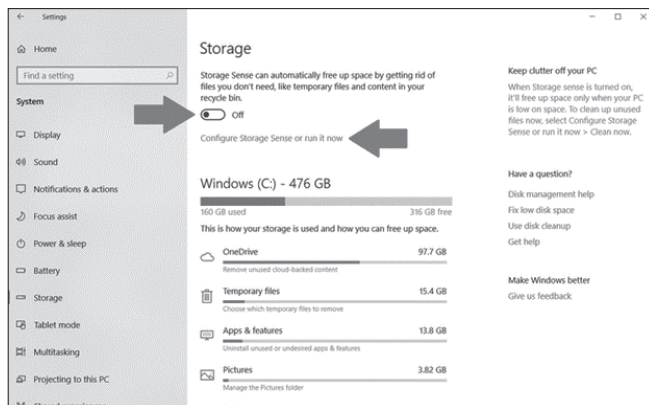 Settings
Home
Find a setting
System
Display
Sound
Notifications & actions
Focus assist
Power & sleep
Battery
Storage
Tablet mode
Multitasking
Projecting to this PC
Storage
Storage Sense can automatically free up space by getting rid of
files you don't need, like temporary files and content in your
recycle bin.
Off
Configure Storage Sense or run it now
Windows (C:) - 476 GB
160 GB used 316 GB free
This is how your storage is used and how you can free up space.
OneDrive 97.7 GB
Remove unused cloud-backed content
Temporary files 15.4 GB
Choose which temporary files to remove
Apps & features 13.8 GB
Uninstall unused or undesired apps & features
Pictures 3.82 GB
Manage the Pictures folder
Keep clutter off your PC
When Storage sense is turned on,
it'll free up space only when your PC
is low on space. To clean up unused
files now, select Configure Storage
Sense or run it now > Clean now.
Have a question?
Disk management help
Fix low disk space
Use disk cleanup
Get help
Make Windows better
Give us feedback